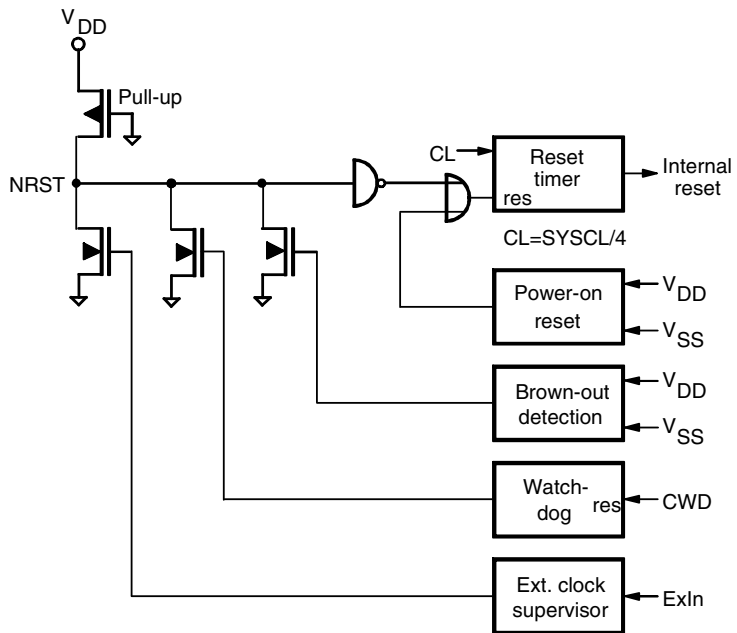 VDD
Pull-up
NRST
CL
Reset
timer
res
Internal
reset
CL=SYSCL/4
Power-on
reset
VDD
VSS
Brown-out
detection
VDD
VSS
Watch-
dog
res
CWD
Ext. clock
supervisor
ExIn